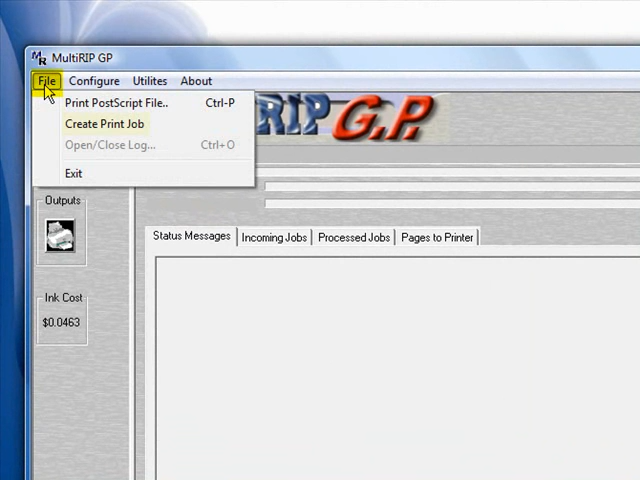 MR MultiRIP GP
File Configure Utilites About
Print PostScript File.. Ctrl-P
Create Print Job
Open/Close Log... Ctrl+O
Exit
RIP G.P.
Outputs
Status Messages Incoming Jobs Processed Jobs Pages to Printer
Ink Cost
$0.0463